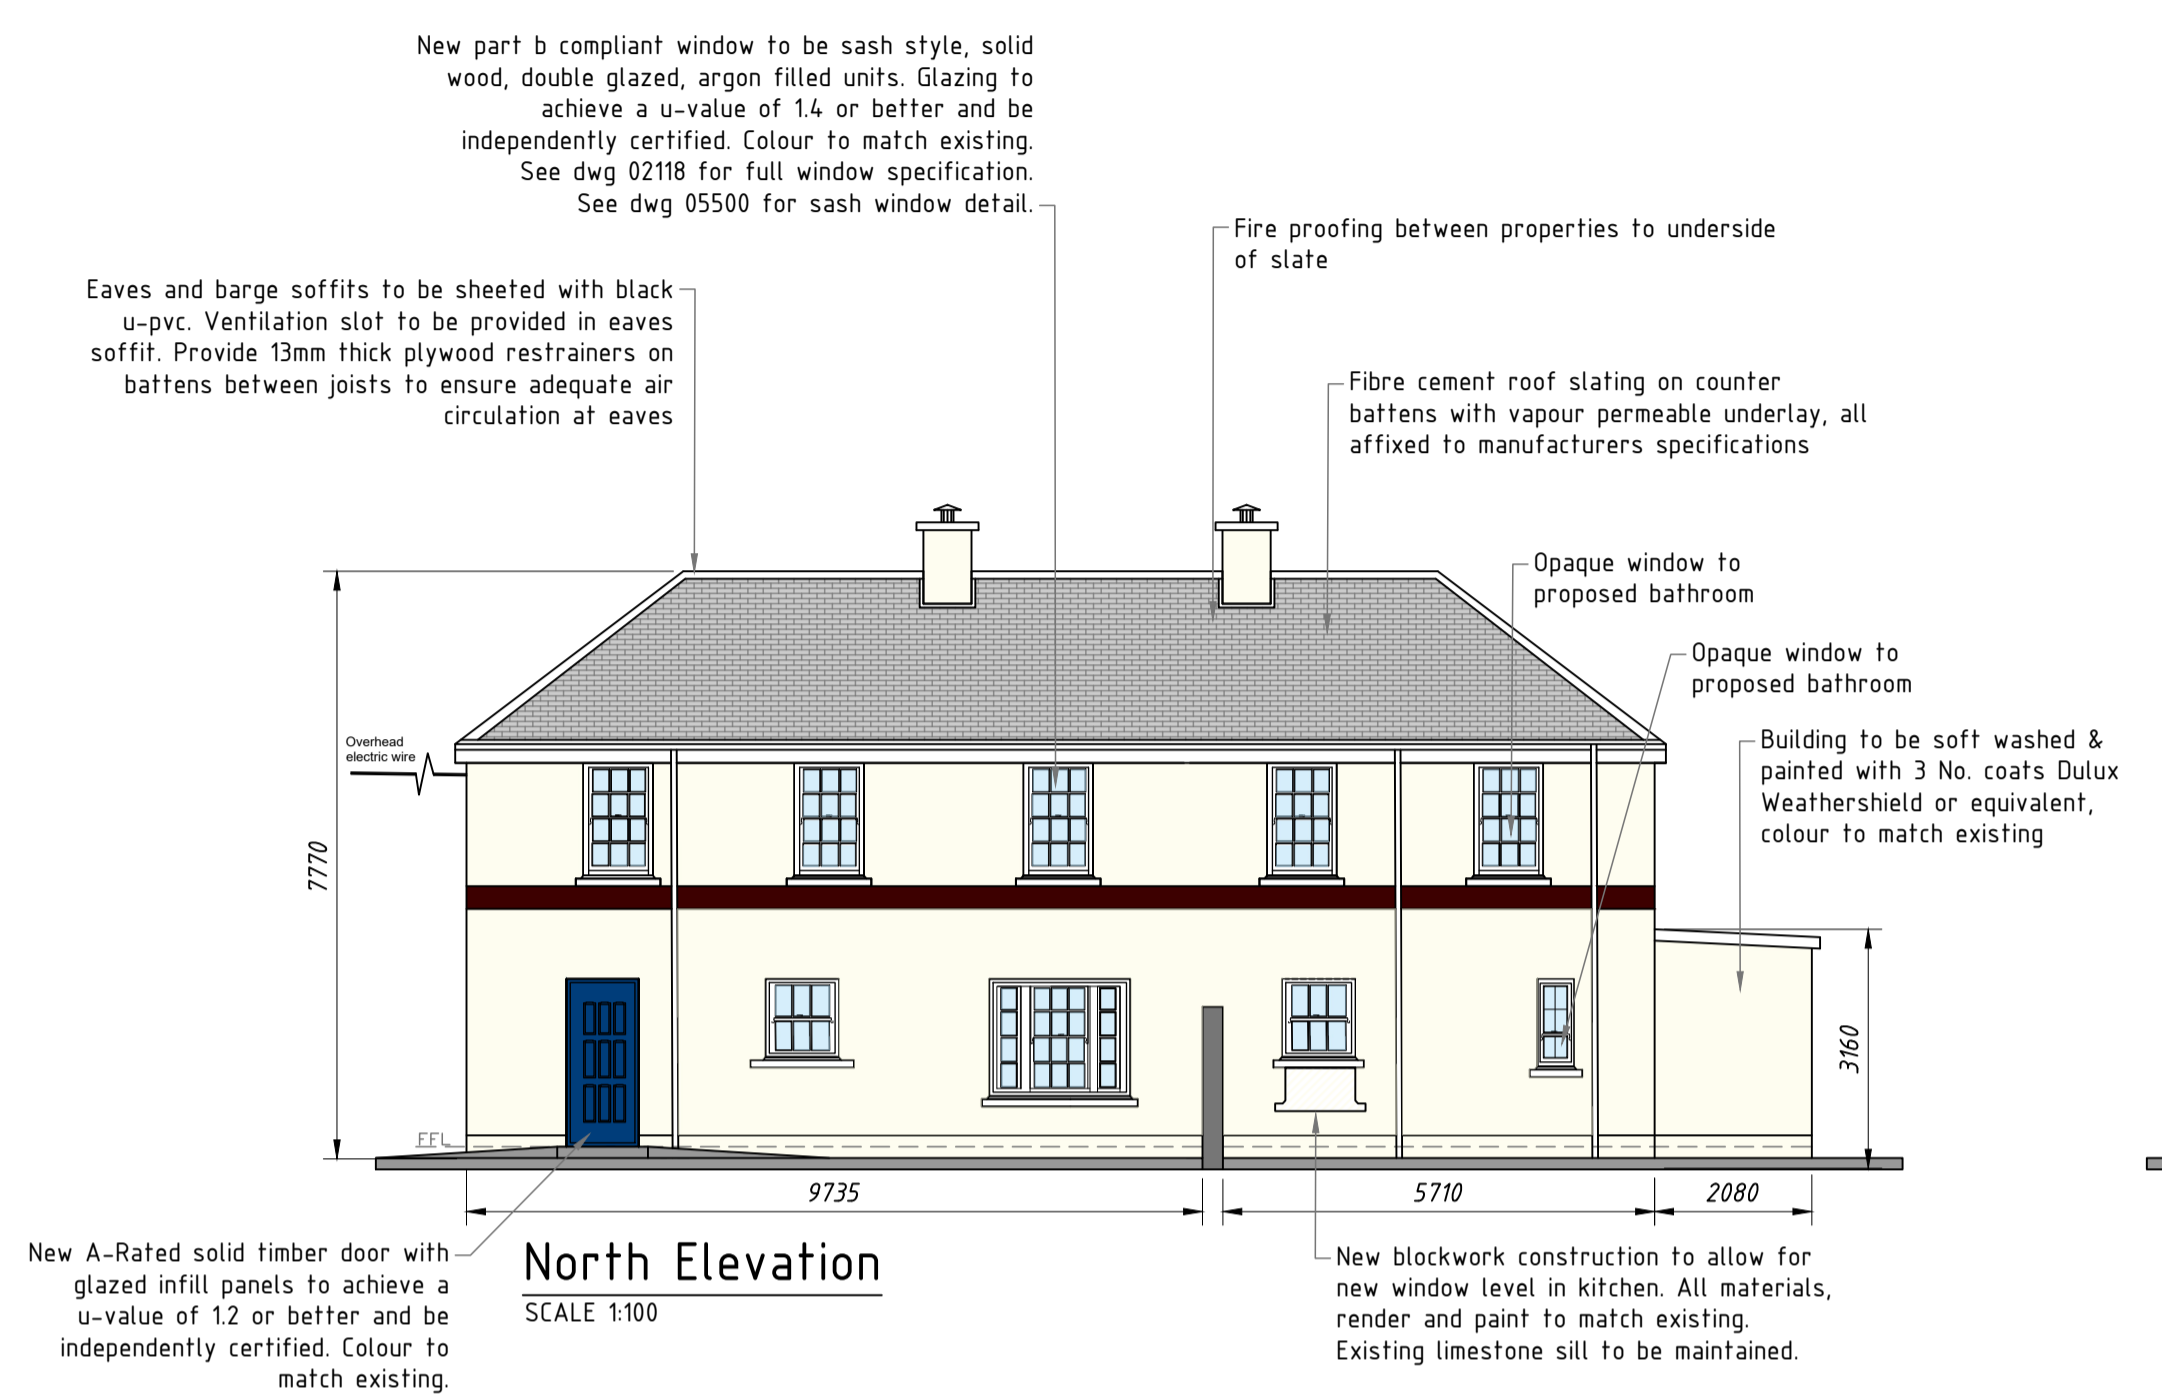 New part b compliant window to be sash style, solid
wood, double glazed, argon filled units. Glazing to
achieve a u-value of 1.4 or better and be
independently certified. Colour to match existing.
See dwg 02118 for full window specification.
See dwg 05500 for sash window detail.
Fire proofing between properties to underside
of slate
Eaves and barge soffits to be sheeted with black
u-pvc. Ventilation slot to be provided in eaves
soffit. Provide 13mm thick plywood restrainers on
battens between joists to ensure adequate air
circulation at eaves
Fibre cement roof slating on counter
battens with vapour permeable underlay, all
affixed to manufacturers specifications
Opaque window to
proposed bathroom
Opaque window to
proposed bathroom
Building to be soft washed &
painted with 3 No. coats Dulux
Weathershield or equivalent,
colour to match existing
Overhead
electric wire
7770
3160
FFL
9735
5710
2080
New A-Rated solid timber door with
glazed infill panels to achieve a
u-value of 1.2 or better and be
independently certified. Colour to
match existing.
North Elevation
SCALE 1:100
New blockwork construction to allow for
new window level in kitchen. All materials,
render and paint to match existing.
Existing limestone sill to be maintained.